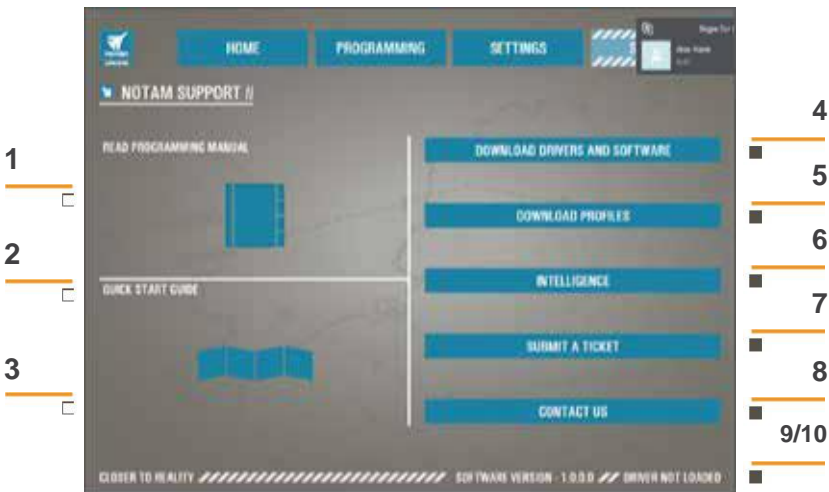 HOME
PROGRAMMING
SETTINGS
NOTAM SUPPORT //
READ PROGRAMMING MANUAL
QUICK START GUIDE
DOWNLOAD DRIVERS AND SOFTWARE
DOWNLOAD PROFILES
INTELLIGENCE
SUBMIT A TICKET
CONTACT US
CLOSER TO REALITY
SOFTWARE VERSION - 1.0.0.0
DRIVER NOT LOADED
1
2
3
4
5
6
7
8
9/10